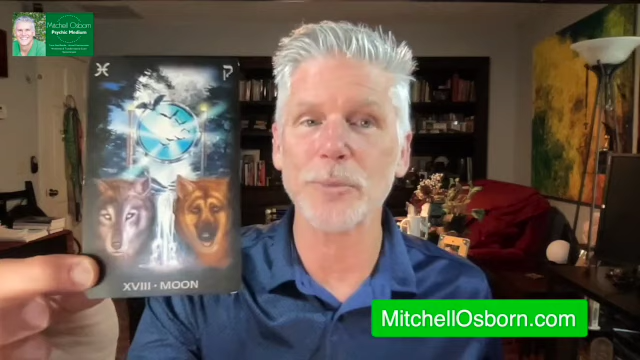 Mitchell Osborn
Psychic Medium
♓ ק
XVIII • MOON
MitchellOsborn.com